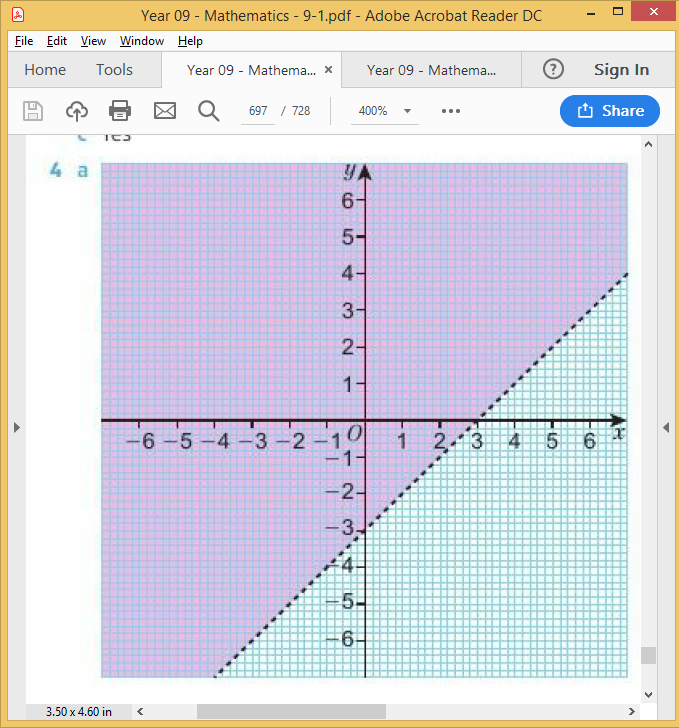 Year 09 - Mathematics - 9-1.pdf - Adobe Acrobat Reader DC
File Edit View Window Help
Home Tools Year 09 - Mathema... × Year 09 - Mathema... ? Sign In
697 / 728 400% Share
4 a
y
6
5
4
3
2
1
-6 -5 -4 -3 -2 -1 O 1 2 3 4 5 6 x
-1
-2
-3
-4
-5
-6
3.50 x 4.60 in